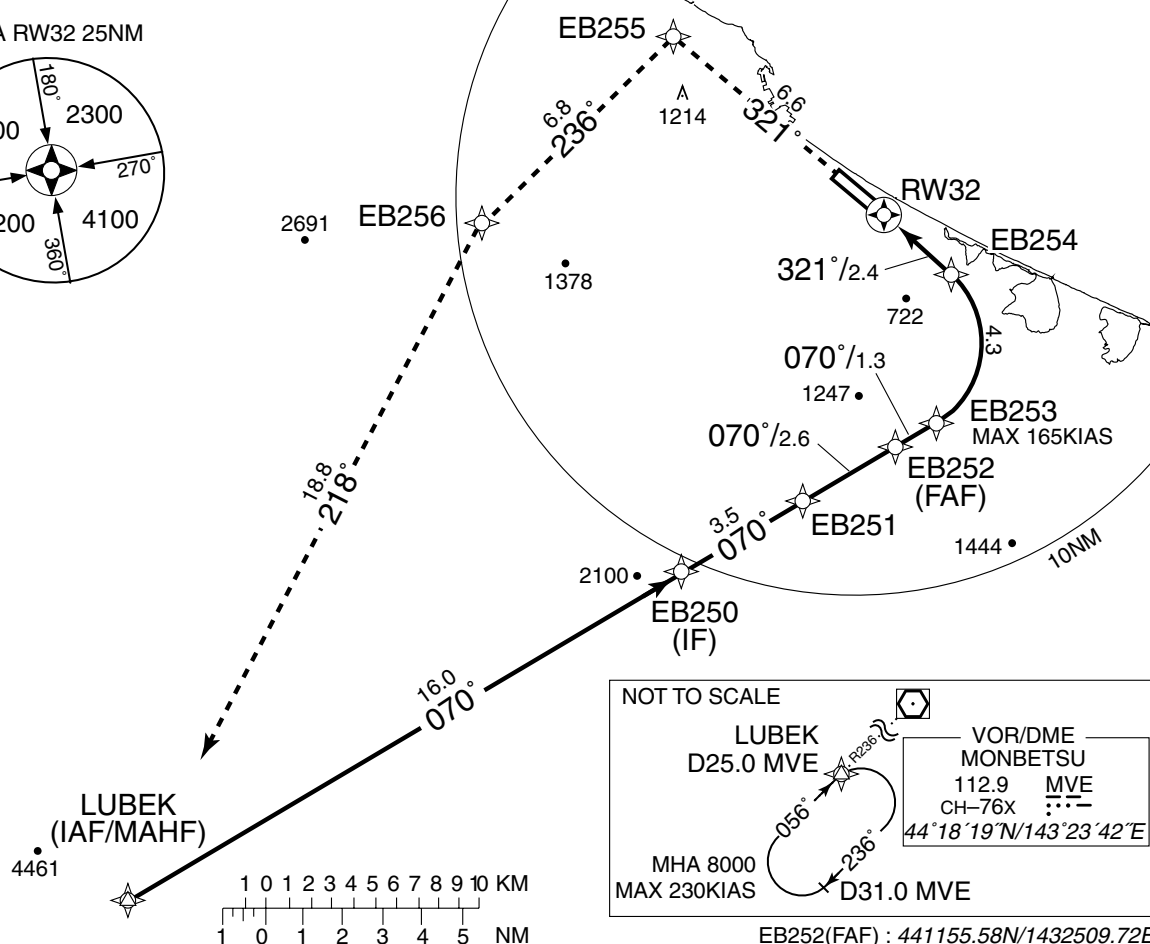 A RW32 25NM
180°
2300
00
270°
200
4100
360°
EB255
6.8
236°
1214
6.6
321°
RW32
2691
EB256
1378
EB254
321°/2.4
722
4.3
070°/1.3
1247
EB253
MAX 165KIAS
070°/2.6
EB252
(FAF)
18.8
218°
3.5
070°
EB251
1444
10NM
2100
EB250
(IF)
16.0
070°
LUBEK
(IAF/MAHF)
4461
1 0 1 2 3 4 5 6 7 8 9 10 KM
1 0 1 2 3 4 5 NM
NOT TO SCALE
LUBEK
D25.0 MVE
R236
VOR/DME
MONBETSU
112.9 MVE
CH–76X
44°18´19˝N/143°23´42˝E
056°
236°
MHA 8000
MAX 230KIAS
D31.0 MVE
EB252(FAF) : 441155.58N/1432509.72E